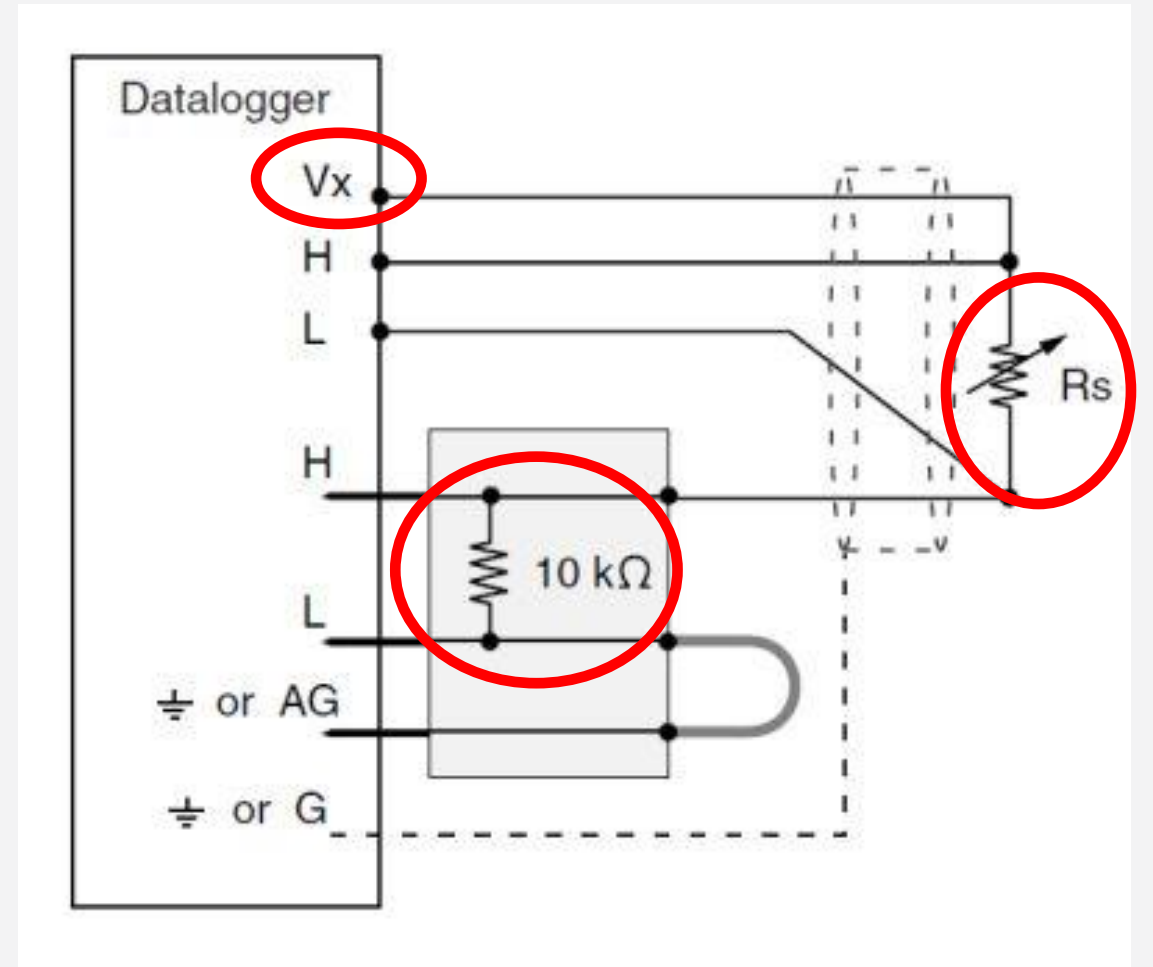 Datalogger
Vx
H
L
Rs
H
10 kΩ
L
⏚ or AG
⏚ or G